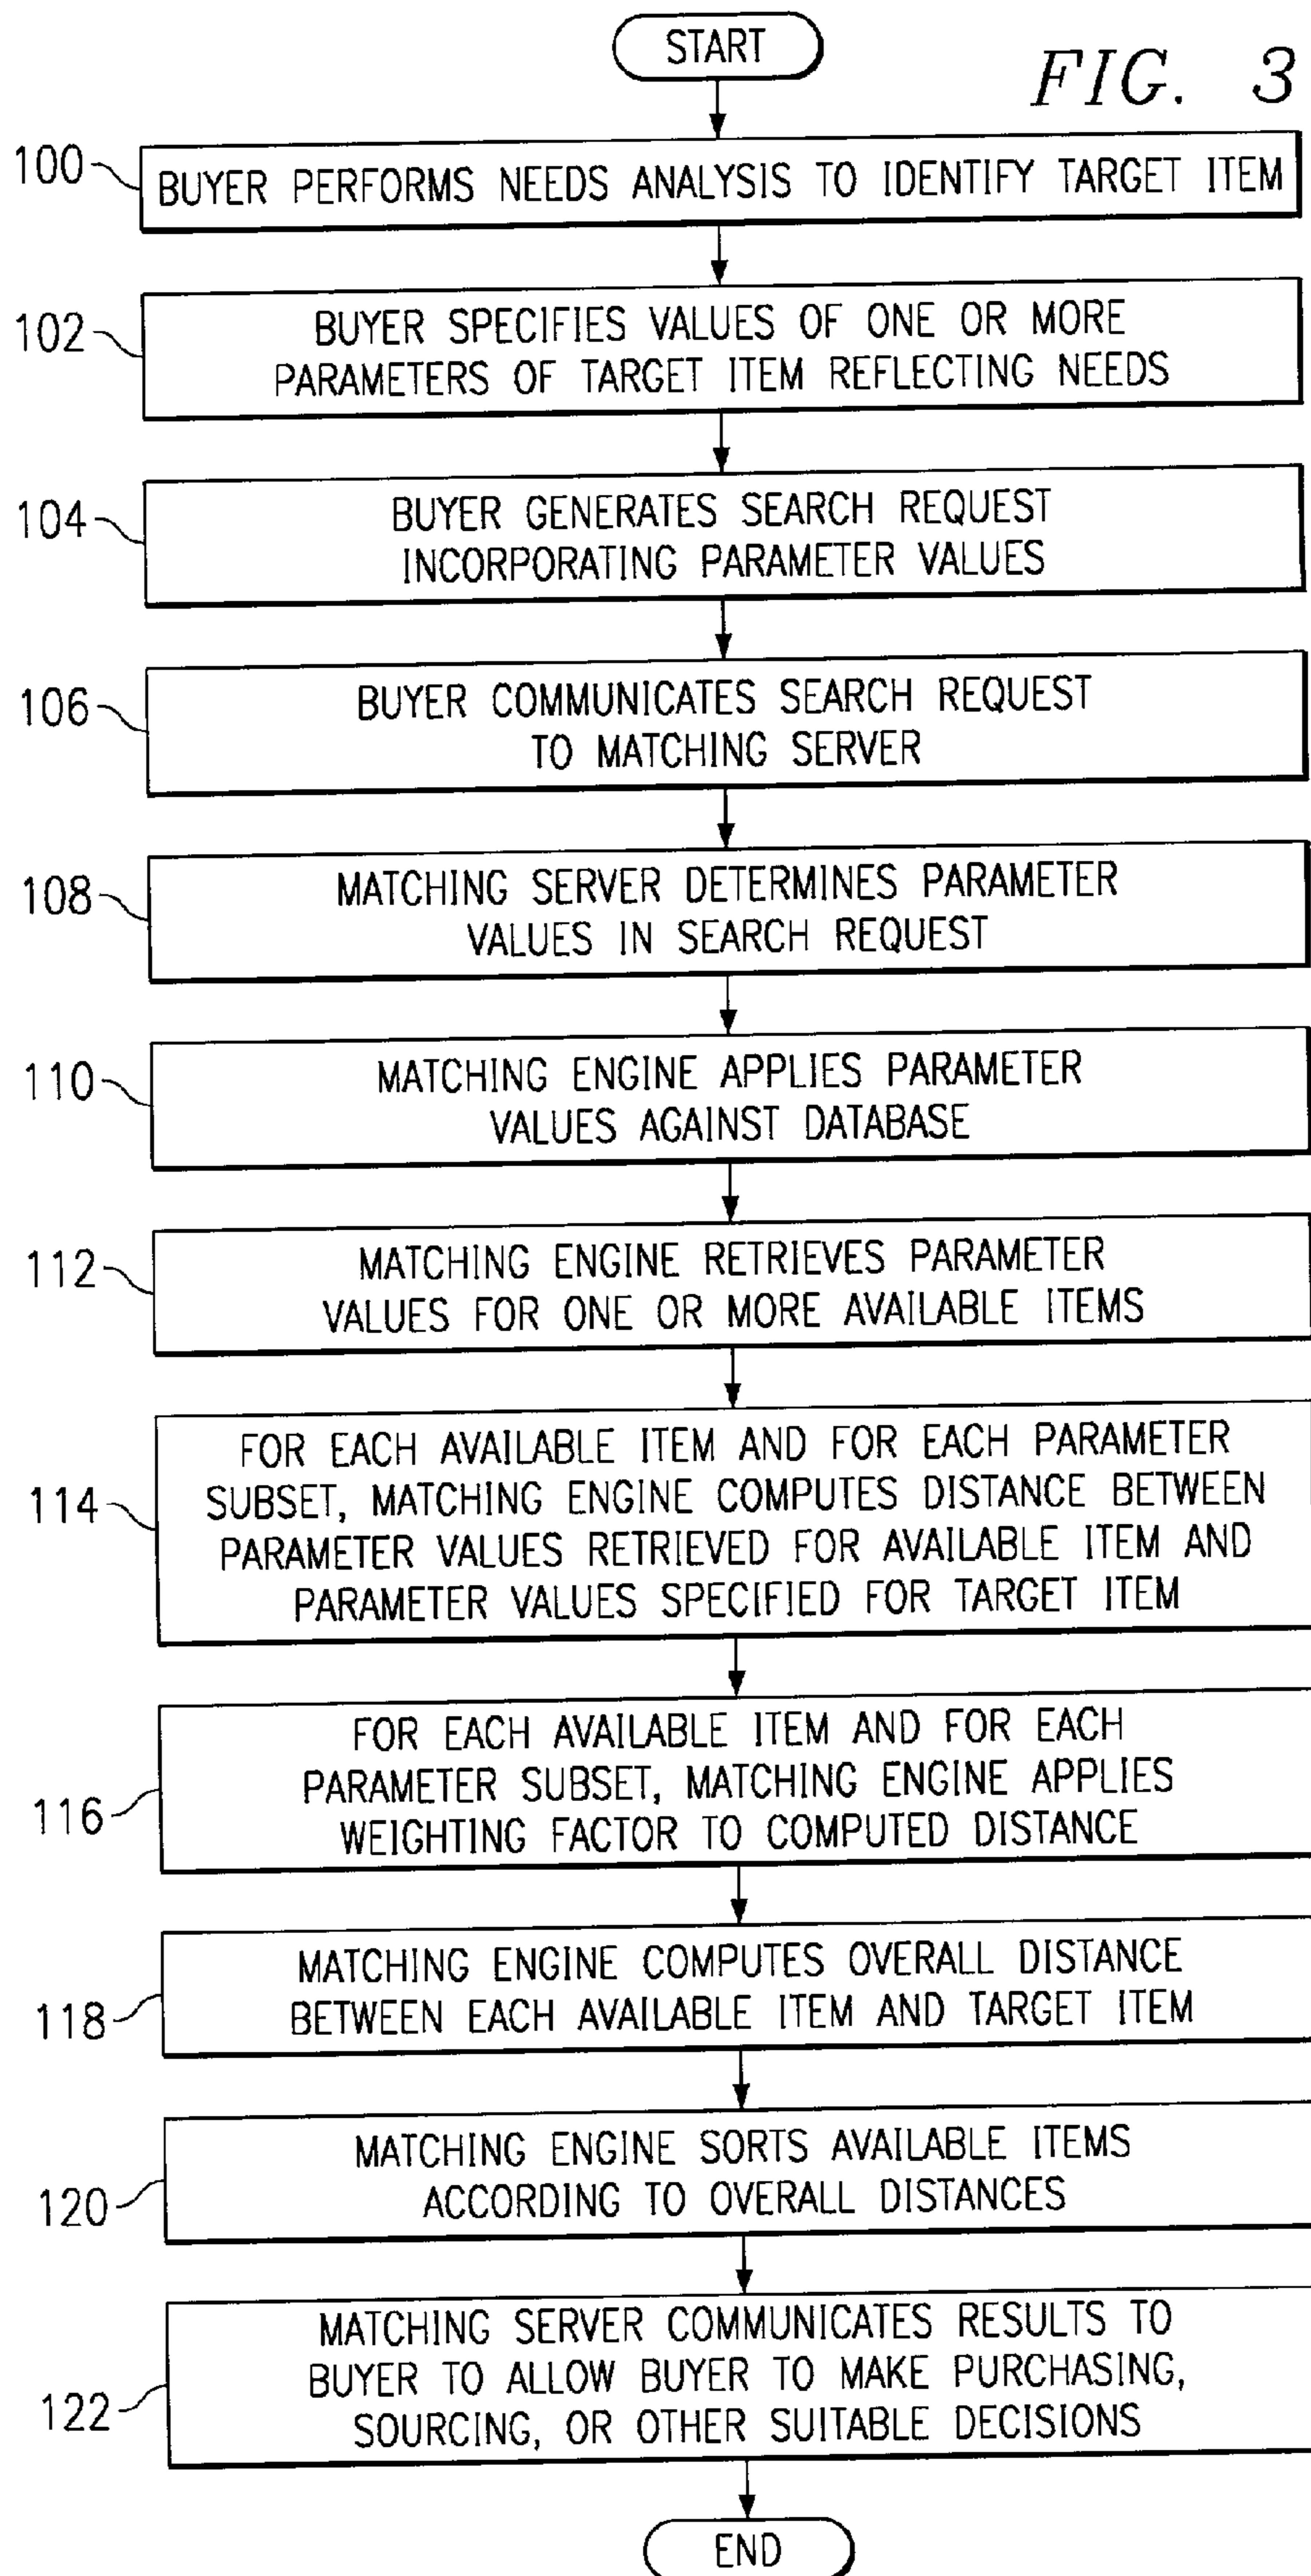 START
FIG. 3
100
BUYER PERFORMS NEEDS ANALYSIS TO IDENTIFY TARGET ITEM
102
BUYER SPECIFIES VALUES OF ONE OR MORE
PARAMETERS OF TARGET ITEM REFLECTING NEEDS
104
BUYER GENERATES SEARCH REQUEST
INCORPORATING PARAMETER VALUES
106
BUYER COMMUNICATES SEARCH REQUEST
TO MATCHING SERVER
108
MATCHING SERVER DETERMINES PARAMETER
VALUES IN SEARCH REQUEST
110
MATCHING ENGINE APPLIES PARAMETER
VALUES AGAINST DATABASE
112
MATCHING ENGINE RETRIEVES PARAMETER
VALUES FOR ONE OR MORE AVAILABLE ITEMS
114
FOR EACH AVAILABLE ITEM AND FOR EACH PARAMETER
SUBSET, MATCHING ENGINE COMPUTES DISTANCE BETWEEN
PARAMETER VALUES RETRIEVED FOR AVAILABLE ITEM AND
PARAMETER VALUES SPECIFIED FOR TARGET ITEM
116
FOR EACH AVAILABLE ITEM AND FOR EACH
PARAMETER SUBSET, MATCHING ENGINE APPLIES
WEIGHTING FACTOR TO COMPUTED DISTANCE
118
MATCHING ENGINE COMPUTES OVERALL DISTANCE
BETWEEN EACH AVAILABLE ITEM AND TARGET ITEM
120
MATCHING ENGINE SORTS AVAILABLE ITEMS
ACCORDING TO OVERALL DISTANCES
122
MATCHING SERVER COMMUNICATES RESULTS TO
BUYER TO ALLOW BUYER TO MAKE PURCHASING,
SOURCING, OR OTHER SUITABLE DECISIONS
END